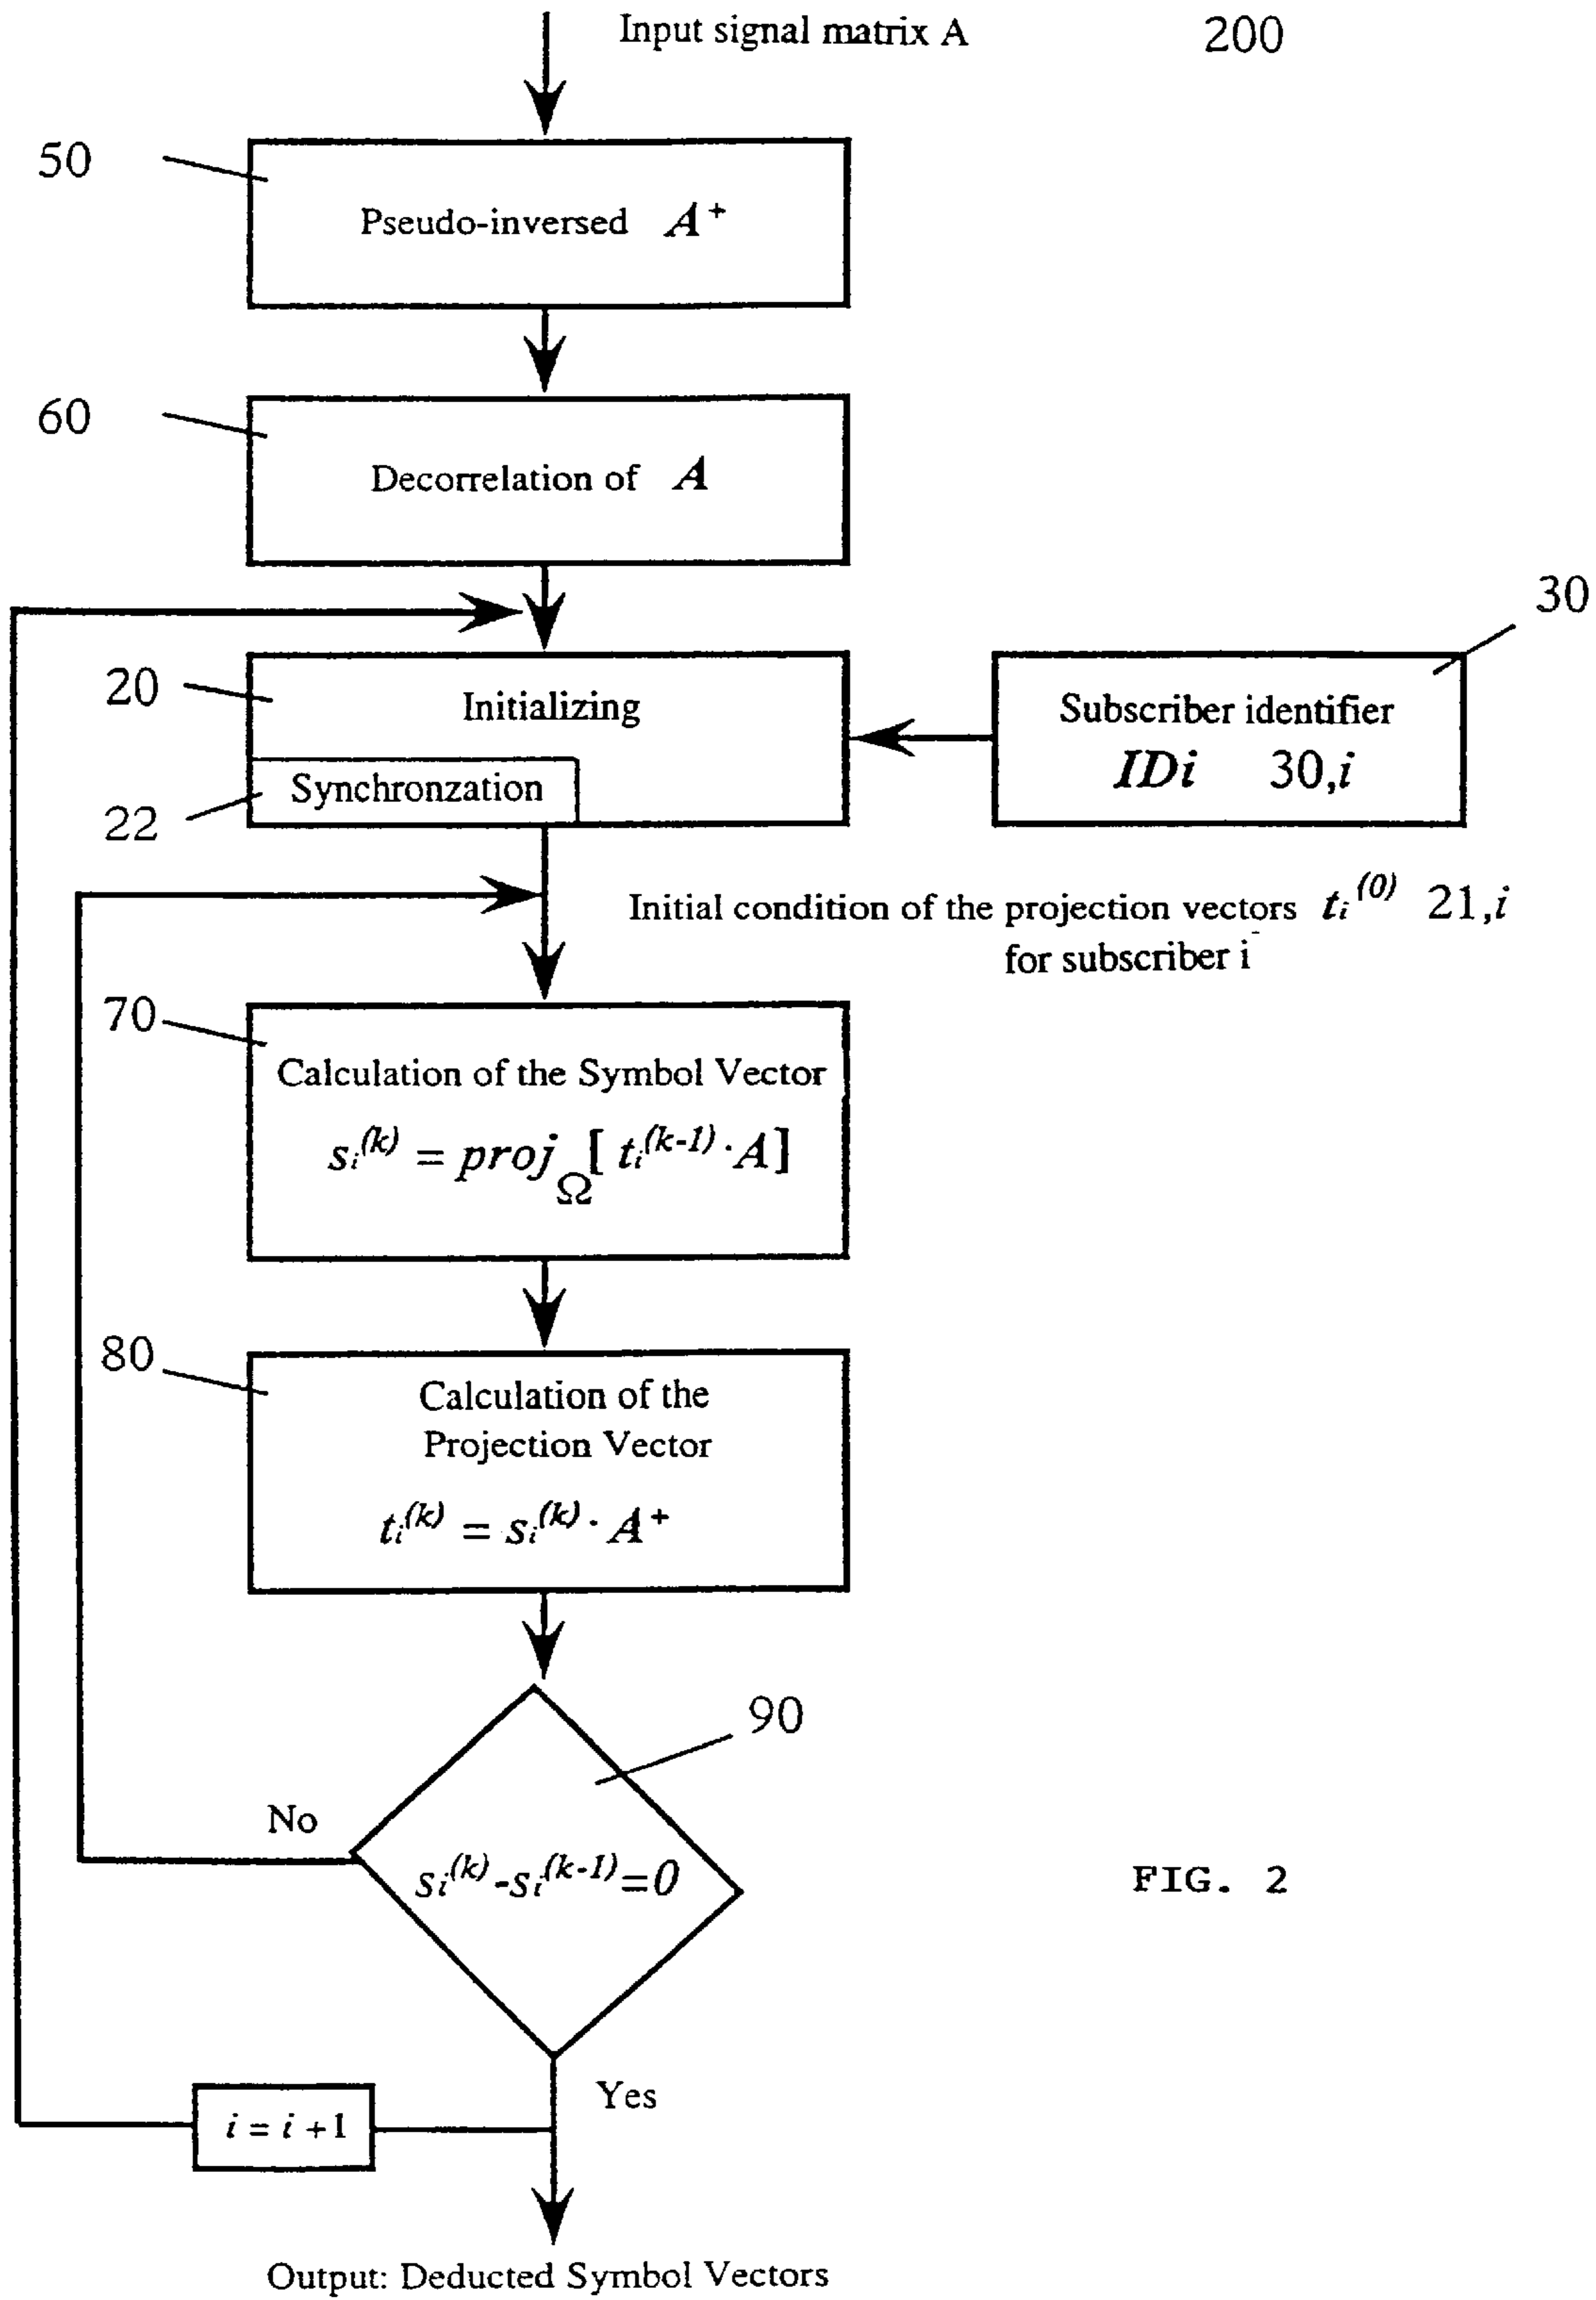 Input signal matrix A
200
50
Pseudo-inversed A⁺
60
Decorrelation of A
30
20
Initializing
Subscriber identifier
IDi 30,i
Synchronzation
22
Initial condition of the projection vectors tᵢ⁽⁰⁾ 21,i
for subscriber i
70
Calculation of the Symbol Vector
sᵢ⁽ᵏ⁾ = proj_Ω [ tᵢ⁽ᵏ⁻¹⁾ · A ]
80
Calculation of the
Projection Vector
tᵢ⁽ᵏ⁾ = sᵢ⁽ᵏ⁾ · A⁺
90
No
sᵢ⁽ᵏ⁾-sᵢ⁽ᵏ⁻¹⁾=0
FIG. 2
Yes
i = i +1
Output: Deducted Symbol Vectors